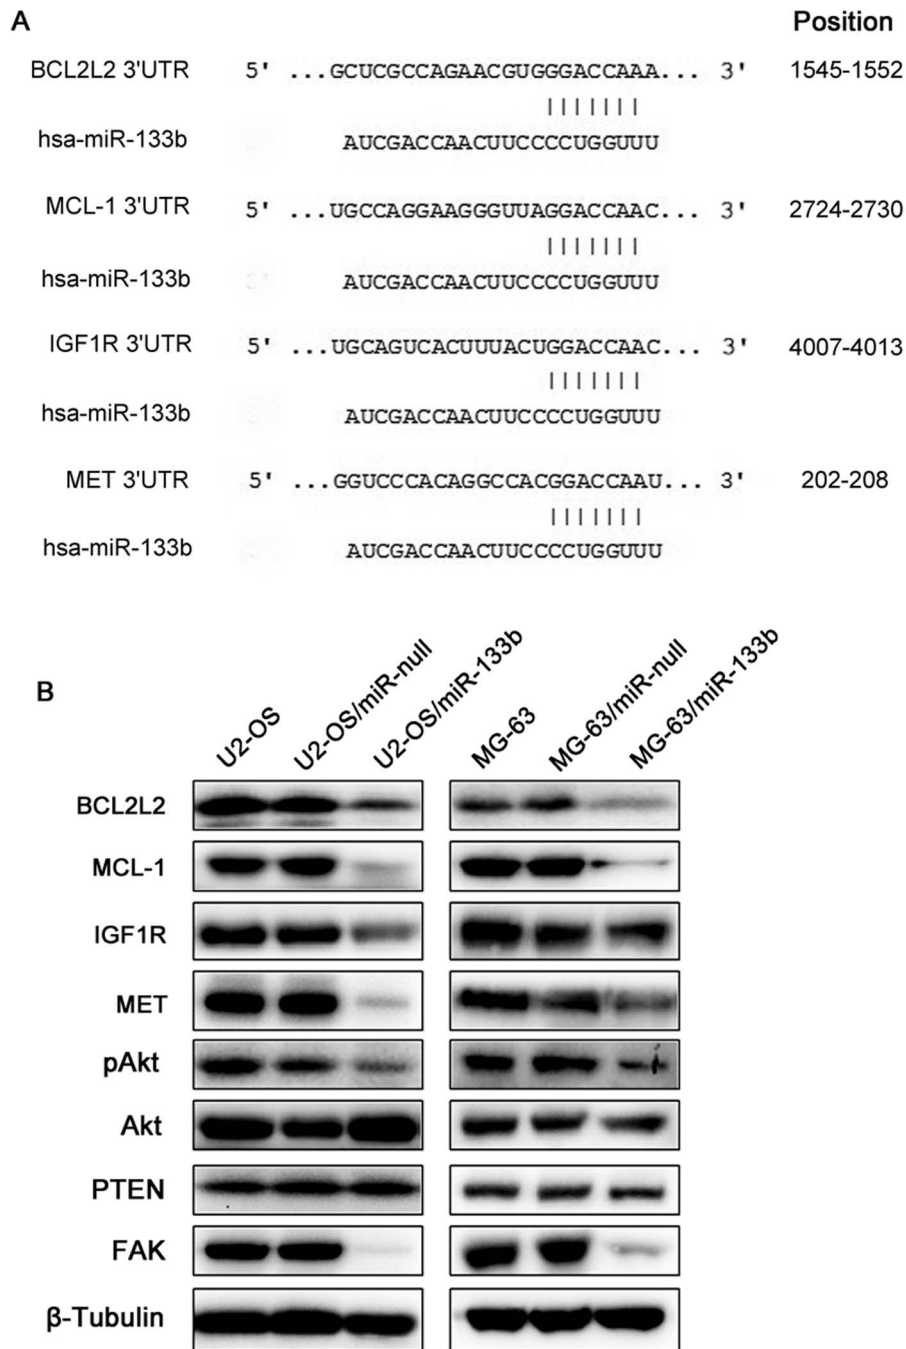 A
Position
BCL2L2 3'UTR 5' ...GCUCGCCAGAACGUGGGACCAAA... 3' 1545-1552
|||||||
hsa-miR-133b AUCGACCAACUUCCCCUGGUUU
MCL-1 3'UTR 5' ...UGCCAGGAAGGGUUAGGACCAAC... 3' 2724-2730
|||||||
hsa-miR-133b AUCGACCAACUUCCCCUGGUUU
IGF1R 3'UTR 5' ...UGCAGUCACUUUACUGGACCAAC... 3' 4007-4013
|||||||
hsa-miR-133b AUCGACCAACUUCCCCUGGUUU
MET 3'UTR 5' ...GGUCCCACAGGCCACGGACCAAU... 3' 202-208
|||||||
hsa-miR-133b AUCGACCAACUUCCCCUGGUUU
B
U2-OS U2-OS/miR-null U2-OS/miR-133b MG-63 MG-63/miR-null MG-63/miR-133b
BCL2L2
MCL-1
IGF1R
MET
pAkt
Akt
PTEN
FAK
β-Tubulin